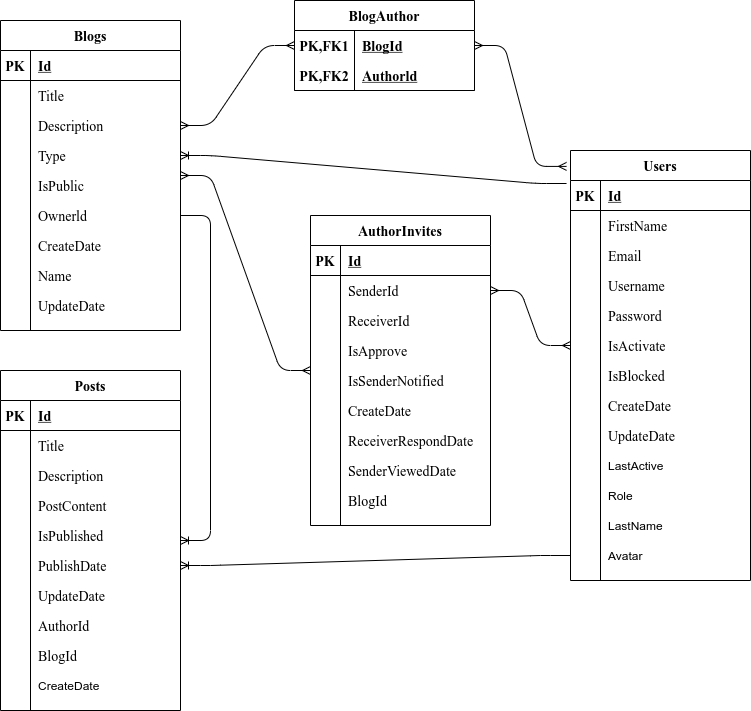 BlogAuthor
PK,FK1 BlogId
PK,FK2 AuthorId
Blogs
PK Id
Title
Description
Type
IsPublic
OwnerId
CreateDate
Name
UpdateDate
Users
PK Id
FirstName
Email
Username
Password
IsActivate
IsBlocked
CreateDate
UpdateDate
LastActive
Role
LastName
Avatar
AuthorInvites
PK Id
SenderId
ReceiverId
IsApprove
IsSenderNotified
CreateDate
ReceiverRespondDate
SenderViewedDate
BlogId
Posts
PK Id
Title
Description
PostContent
IsPublished
PublishDate
UpdateDate
AuthorId
BlogId
CreateDate